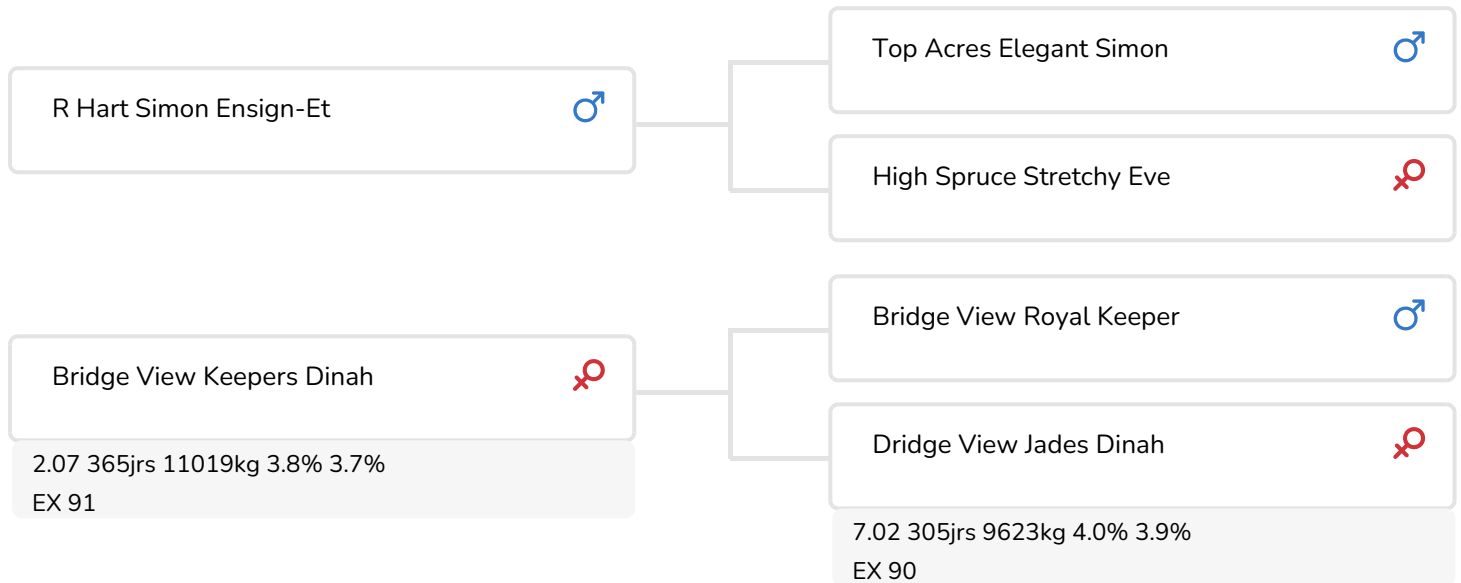 Top Acres Elegant Simon
R Hart Simon Ensign-Et
High Spruce Stretchy Eve
Bridge View Royal Keeper
Bridge View Keepers Dinah
Dridge View Jades Dinah
2.07 365jrs 11019kg 3.8% 3.7%
EX 91
7.02 305jrs 9623kg 4.0% 3.9%
EX 90